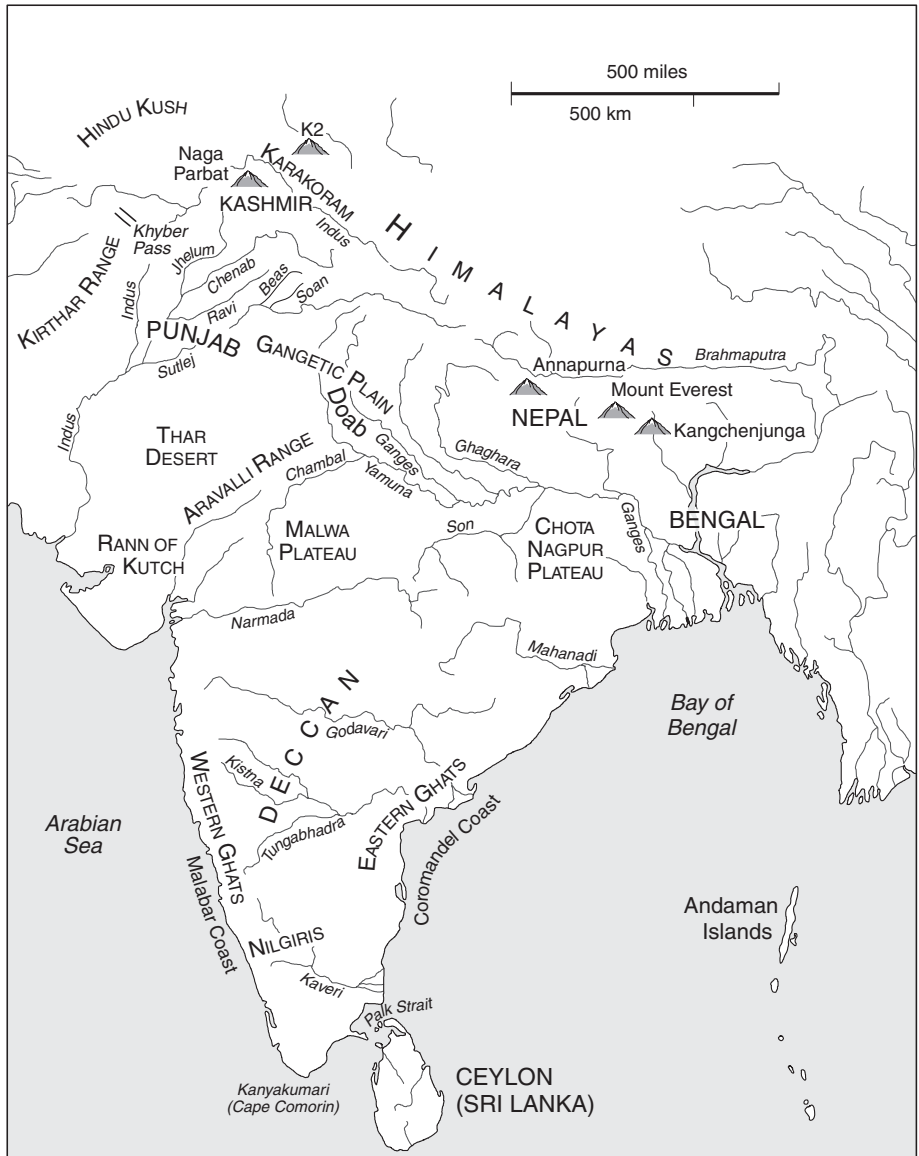 500 miles
500 km
HINDU KUSH
K2
Naga
Parbat
KARAKORAM
KASHMIR
HIMALAYAS
Indus
Khyber
Pass
Jhelum
KIRTHAR RANGE
Indus
Chenab
Ravi
Beas
Soan
PUNJAB
Sutlej
GANGETIC PLAIN
Annapurna
Brahmaputra
Mount Everest
NEPAL
Kangchenjunga
Doab
Indus
THAR
DESERT
ARAVALLI RANGE
Ganges
Ghaghara
Chambal
Yamuna
Ganges
BENGAL
RANN OF
KUTCH
MALWA
PLATEAU
Son
CHOTA
NAGPUR
PLATEAU
Narmada
Mahanadi
DECCAN
Godavari
Bay of
Bengal
Kistna
WESTERN GHATS
EASTERN GHATS
Arabian
Sea
Tungabhadra
Coromandel Coast
Malabar Coast
Andaman
Islands
NILGIRIS
Kaveri
Palk Strait
Kanyakumari
(Cape Comorin)
CEYLON
(SRI LANKA)